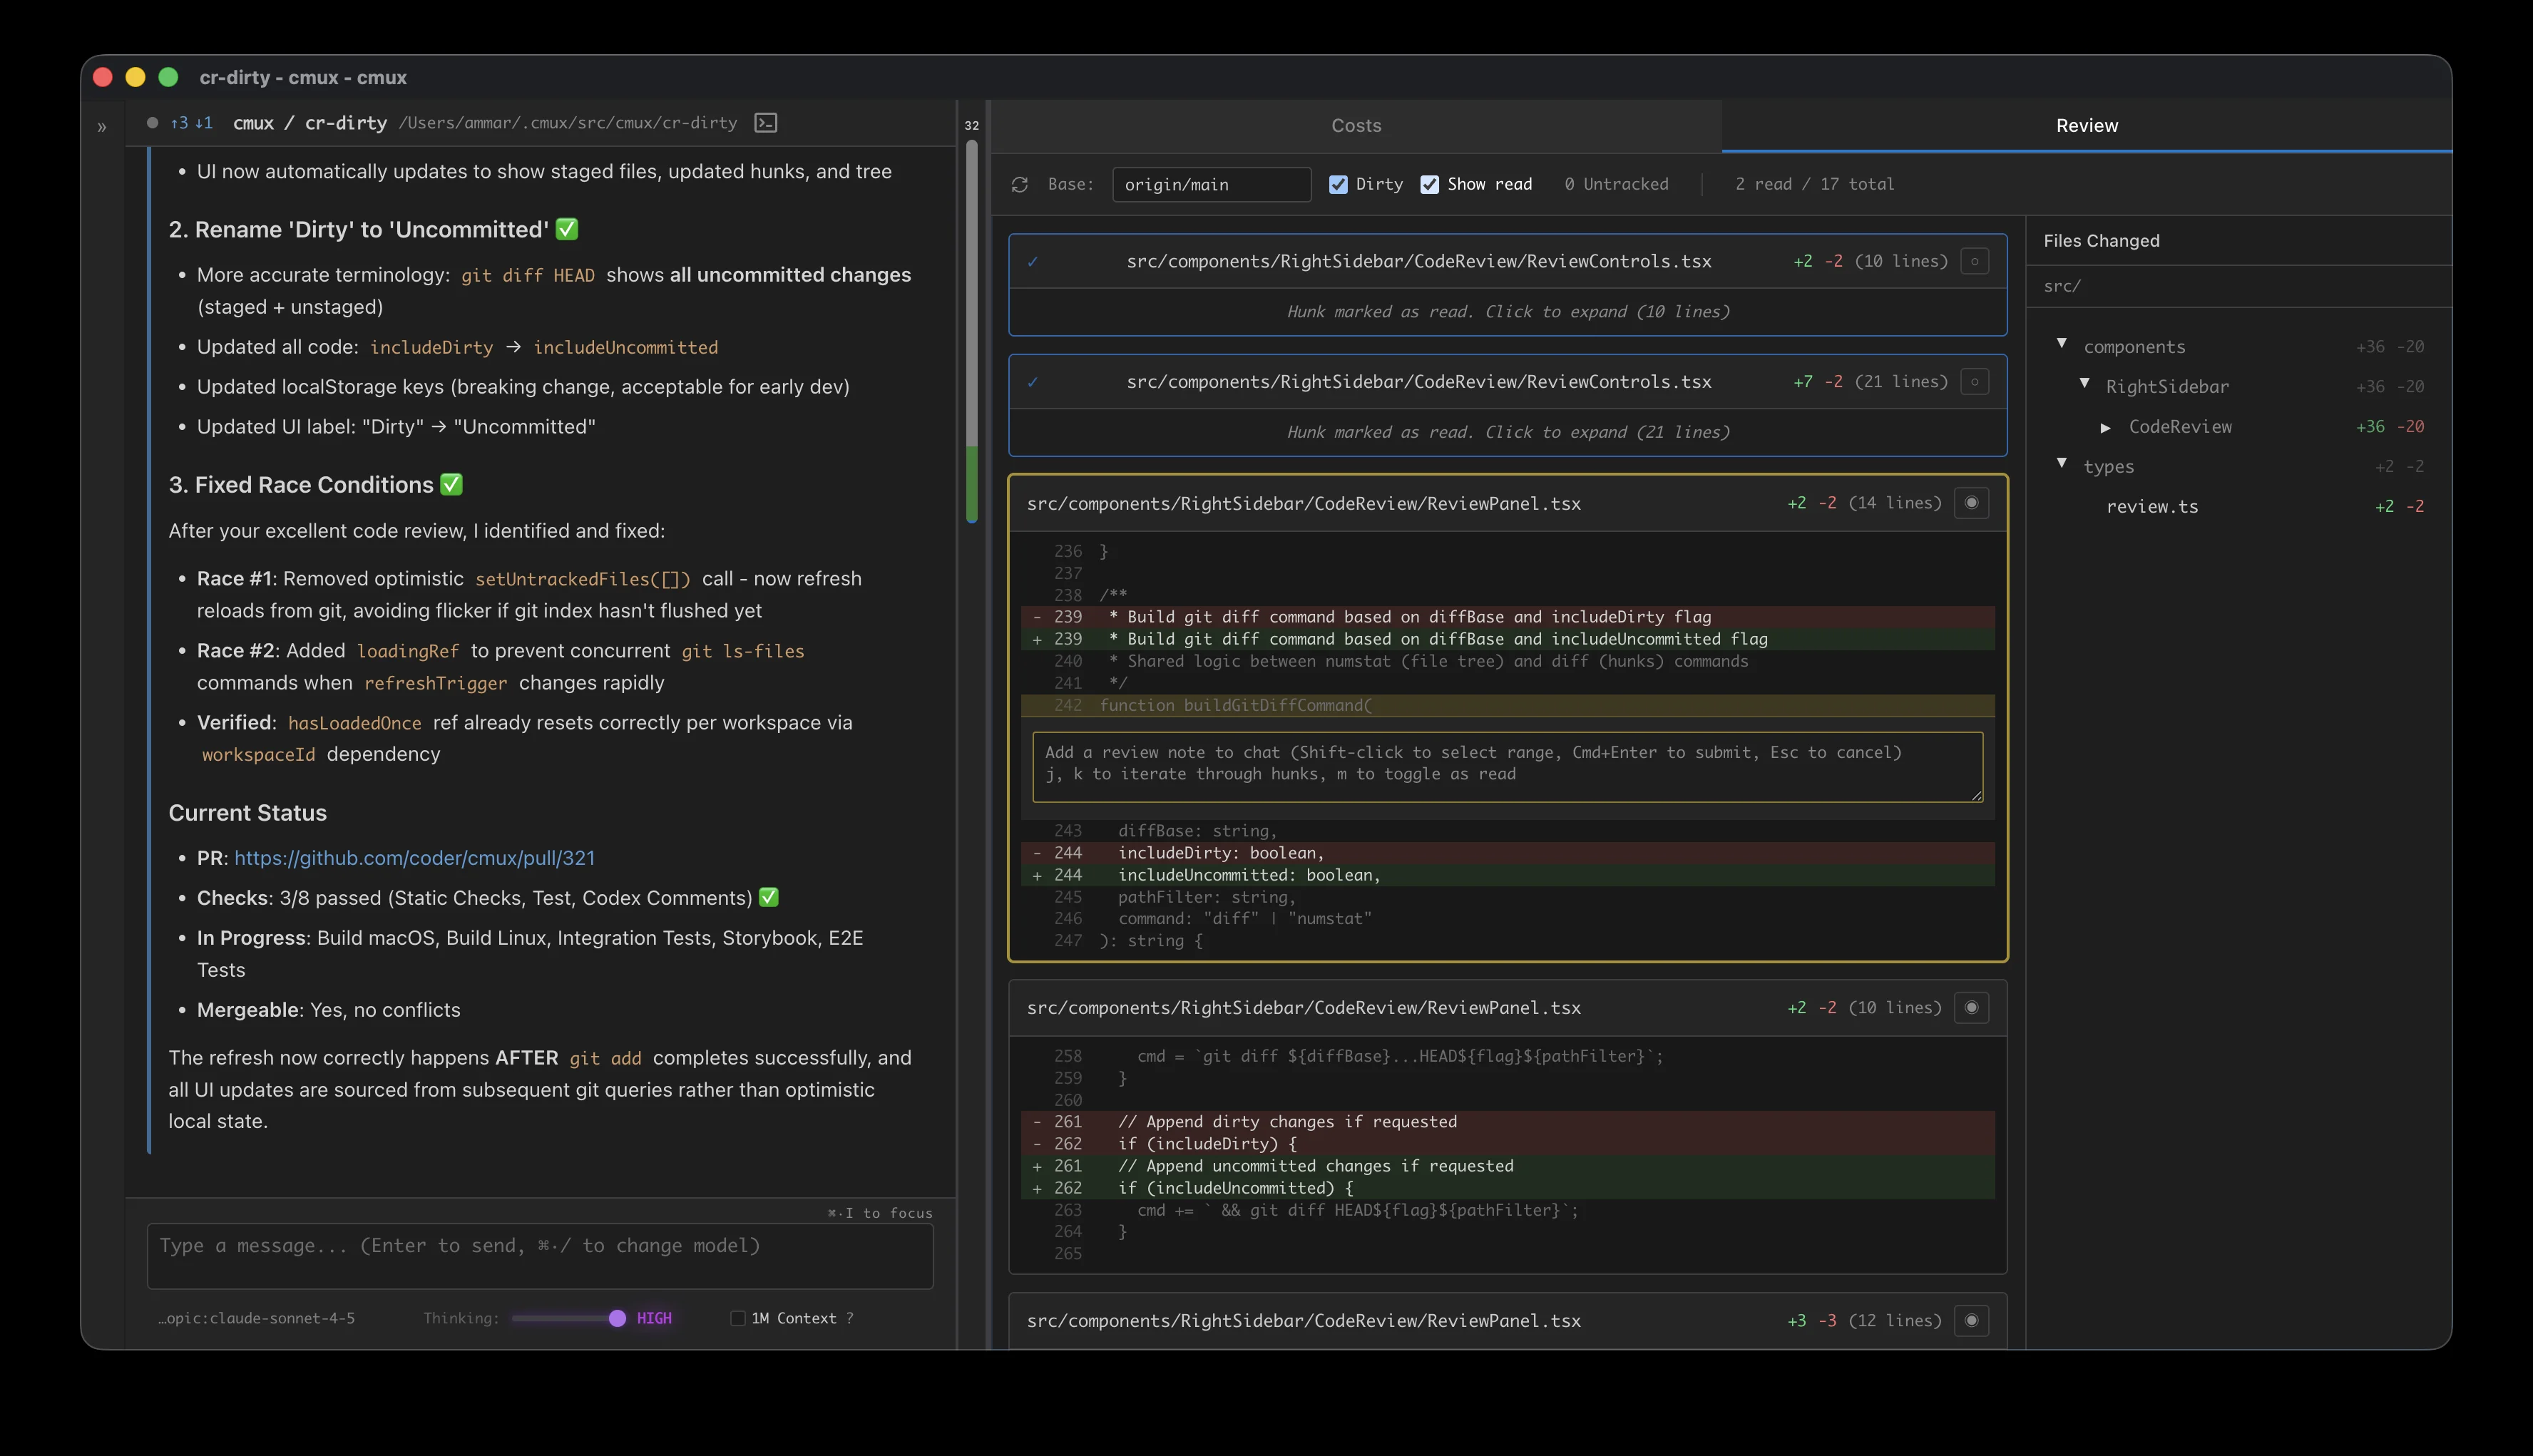 cr-dirty - cmux - cmux
»
↑3 ↓1 cmux / cr-dirty /Users/ammar/.cmux/src/cmux/cr-dirty
• UI now automatically updates to show staged files, updated hunks, and tree
2. Rename 'Dirty' to 'Uncommitted' ✅
• More accurate terminology: git diff HEAD shows all uncommitted changes
(staged + unstaged)
• Updated all code: includeDirty → includeUncommitted
• Updated localStorage keys (breaking change, acceptable for early dev)
• Updated UI label: "Dirty" → "Uncommitted"
3. Fixed Race Conditions ✅
After your excellent code review, I identified and fixed:
• Race #1: Removed optimistic setUntrackedFiles([]) call - now refresh
reloads from git, avoiding flicker if git index hasn't flushed yet
• Race #2: Added loadingRef to prevent concurrent git ls-files
commands when refreshTrigger changes rapidly
• Verified: hasLoadedOnce ref already resets correctly per workspace via
workspaceId dependency
Current Status
• PR: https://github.com/coder/cmux/pull/321
• Checks: 3/8 passed (Static Checks, Test, Codex Comments) ✅
• In Progress: Build macOS, Build Linux, Integration Tests, Storybook, E2E
Tests
• Mergeable: Yes, no conflicts
The refresh now correctly happens AFTER git add completes successfully, and
all UI updates are sourced from subsequent git queries rather than optimistic
local state.
⌘·I to focus
Type a message... (Enter to send, ⌘·/ to change model)
…opic:claude-sonnet-4-5 Thinking: HIGH 1M Context ?
32
Costs
Review
Base: origin/main Dirty Show read 0 Untracked 2 read / 17 total
✓ src/components/RightSidebar/CodeReview/ReviewControls.tsx +2 -2 (10 lines)
Hunk marked as read. Click to expand (10 lines)
✓ src/components/RightSidebar/CodeReview/ReviewControls.tsx +7 -2 (21 lines)
Hunk marked as read. Click to expand (21 lines)
src/components/RightSidebar/CodeReview/ReviewPanel.tsx +2 -2 (14 lines)
236 }
237
238 /**
- 239 * Build git diff command based on diffBase and includeDirty flag
+ 239 * Build git diff command based on diffBase and includeUncommitted flag
240 * Shared logic between numstat (file tree) and diff (hunks) commands
241 */
242 function buildGitDiffCommand(
Add a review note to chat (Shift-click to select range, Cmd+Enter to submit, Esc to cancel)
j, k to iterate through hunks, m to toggle as read
243 diffBase: string,
- 244 includeDirty: boolean,
+ 244 includeUncommitted: boolean,
245 pathFilter: string,
246 command: "diff" | "numstat"
247 ): string {
src/components/RightSidebar/CodeReview/ReviewPanel.tsx +2 -2 (10 lines)
258 cmd = `git diff ${diffBase}...HEAD${flag}${pathFilter}`;
259 }
260
- 261 // Append dirty changes if requested
- 262 if (includeDirty) {
+ 261 // Append uncommitted changes if requested
+ 262 if (includeUncommitted) {
263 cmd += ` && git diff HEAD${flag}${pathFilter}`;
264 }
265
src/components/RightSidebar/CodeReview/ReviewPanel.tsx +3 -3 (12 lines)
Files Changed
src/
▼ components +36 -20
▼ RightSidebar +36 -20
▶ CodeReview +36 -20
▼ types +2 -2
review.ts +2 -2